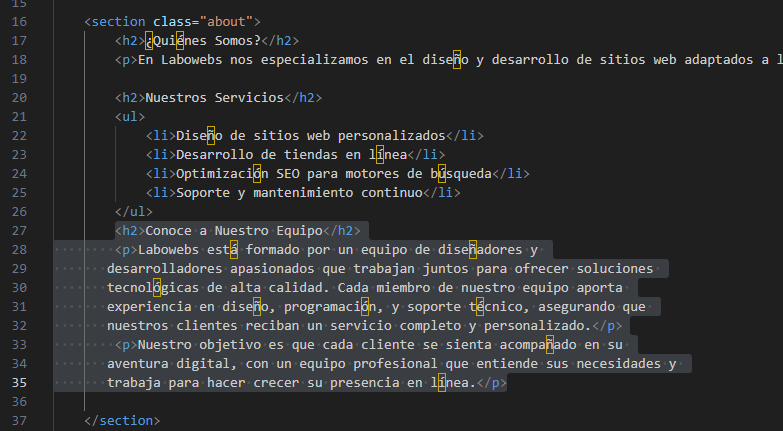 15
16 <section class="about">
17 <h2>¿Quiénes Somos?</h2>
18 <p>En Labowebs nos especializamos en el diseño y desarrollo de sitios web adaptados a l
19
20 <h2>Nuestros Servicios</h2>
21 <ul>
22 <li>Diseño de sitios web personalizados</li>
23 <li>Desarrollo de tiendas en línea</li>
24 <li>Optimización SEO para motores de búsqueda</li>
25 <li>Soporte y mantenimiento continuo</li>
26 </ul>
27 <h2>Conoce a Nuestro Equipo</h2>
28 <p>Labowebs está formado por un equipo de diseñadores y
29 desarrolladores apasionados que trabajan juntos para ofrecer soluciones
30 tecnológicas de alta calidad. Cada miembro de nuestro equipo aporta
31 experiencia en diseño, programación, y soporte técnico, asegurando que
32 nuestros clientes reciban un servicio completo y personalizado.</p>
33 <p>Nuestro objetivo es que cada cliente se sienta acompañado en su
34 aventura digital, con un equipo profesional que entiende sus necesidades y
35 trabaja para hacer crecer su presencia en línea.</p>
36
37 </section>